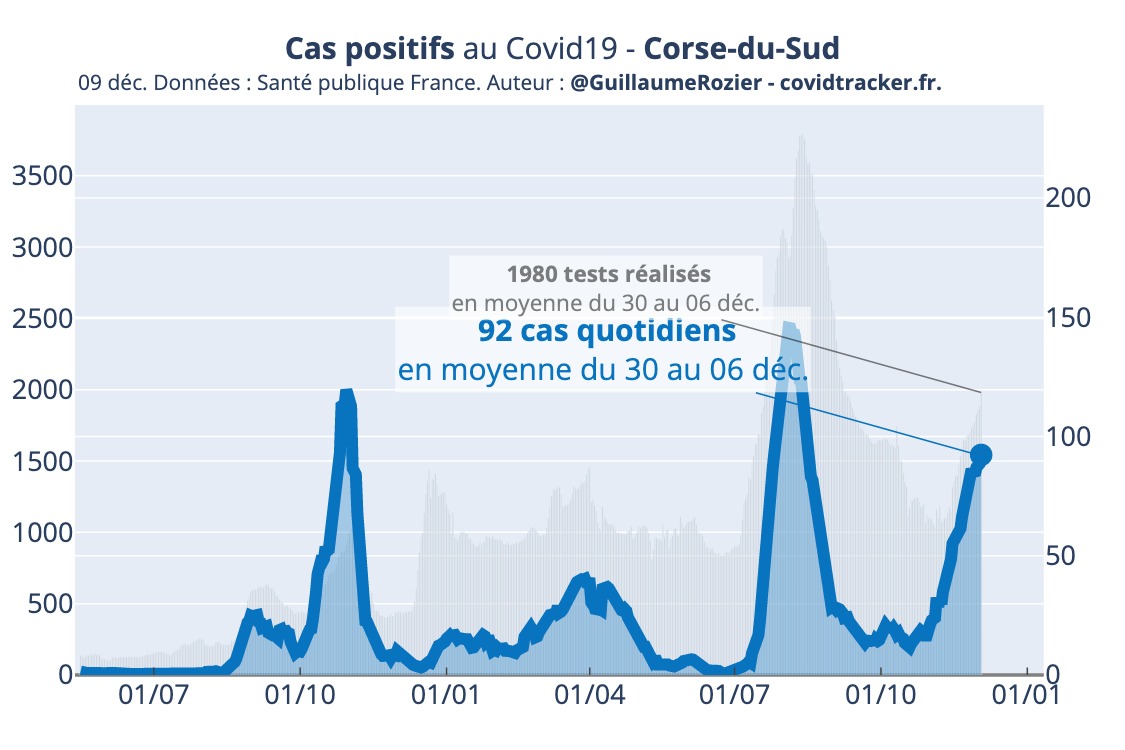 Cas positifs au Covid19 - Corse-du-Sud
09 déc. Données : Santé publique France. Auteur : @GuillaumeRozier - covidtracker.fr.
3500
3000
2500
2000
1500
1000
500
0
200
150
100
50
0
1980 tests réalisés
en moyenne du 30 au 06 déc.
92 cas quotidiens
en moyenne du 30 au 06 déc.
01/07 01/10 01/01 01/04 01/07 01/10 01/01